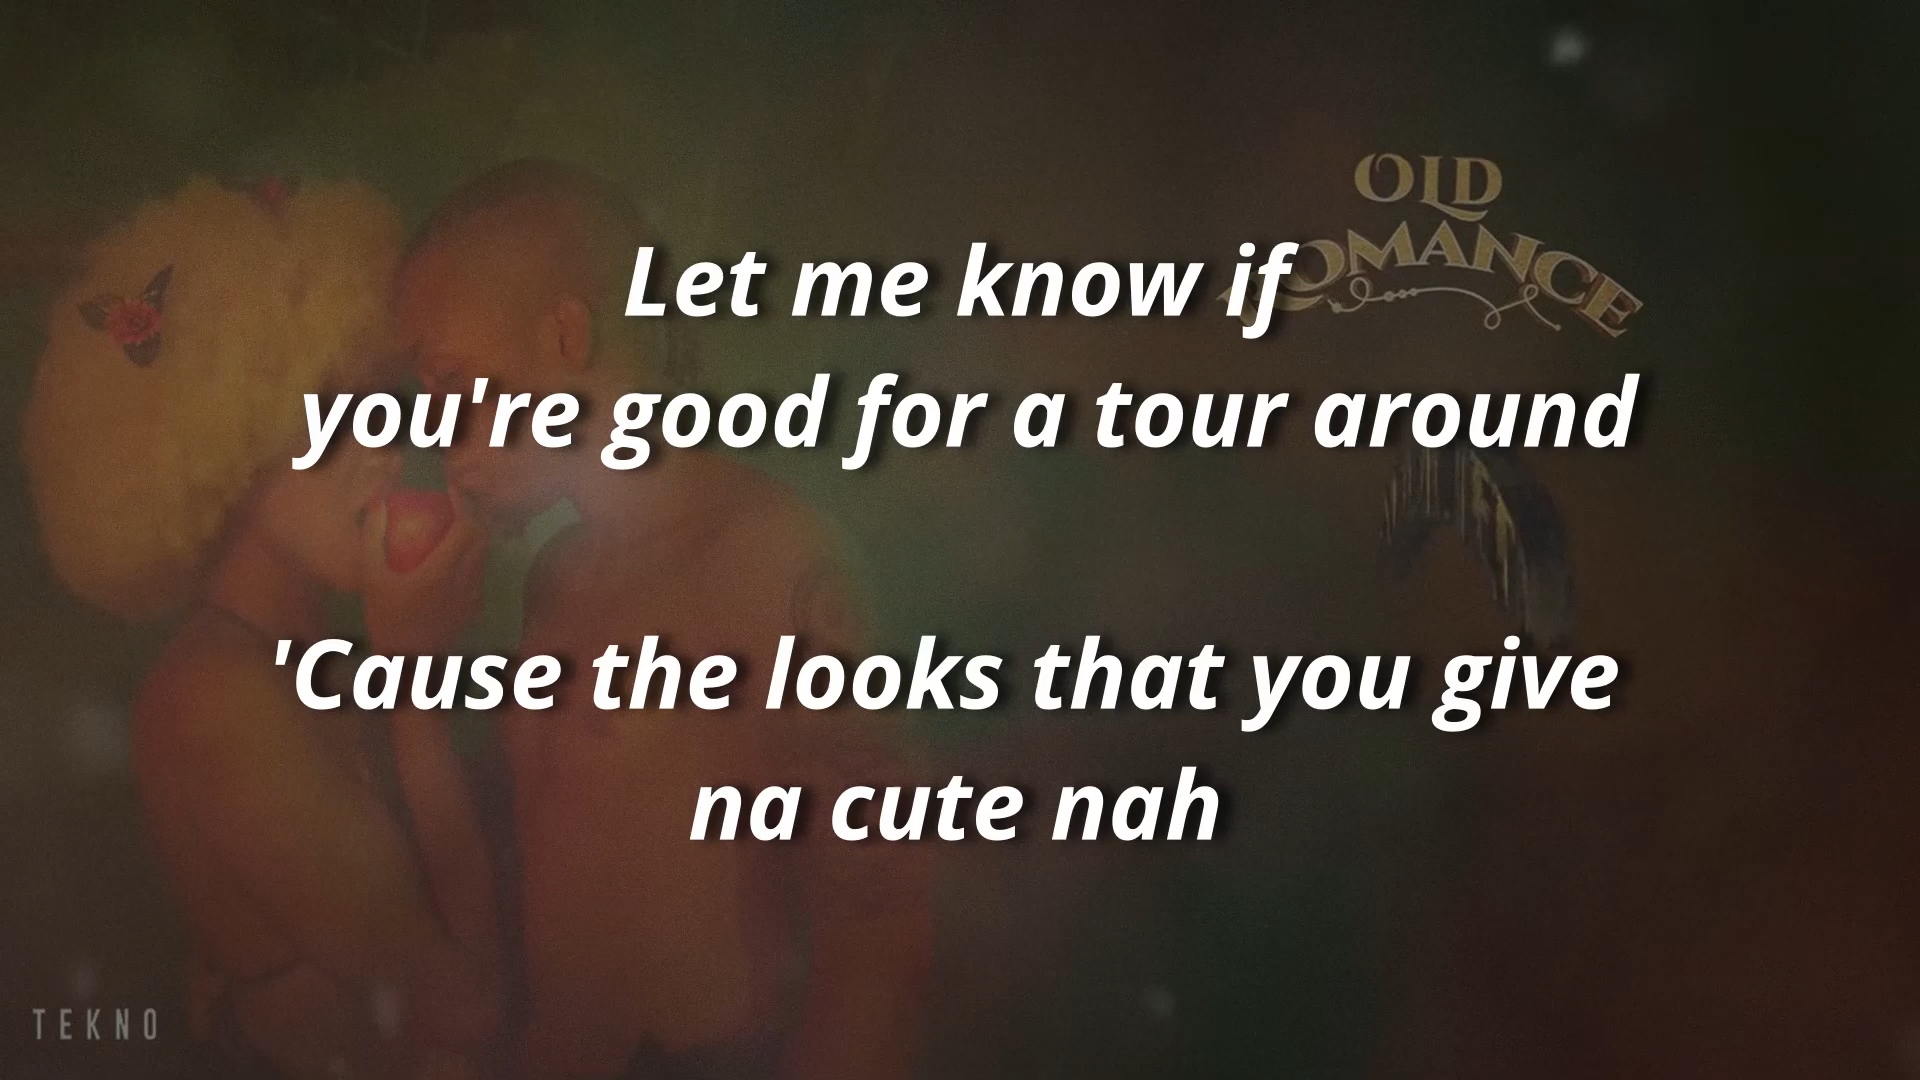 OLD
ROMANCE
Let me know if
you're good for a tour around
'Cause the looks that you give
na cute nah
TEKNO